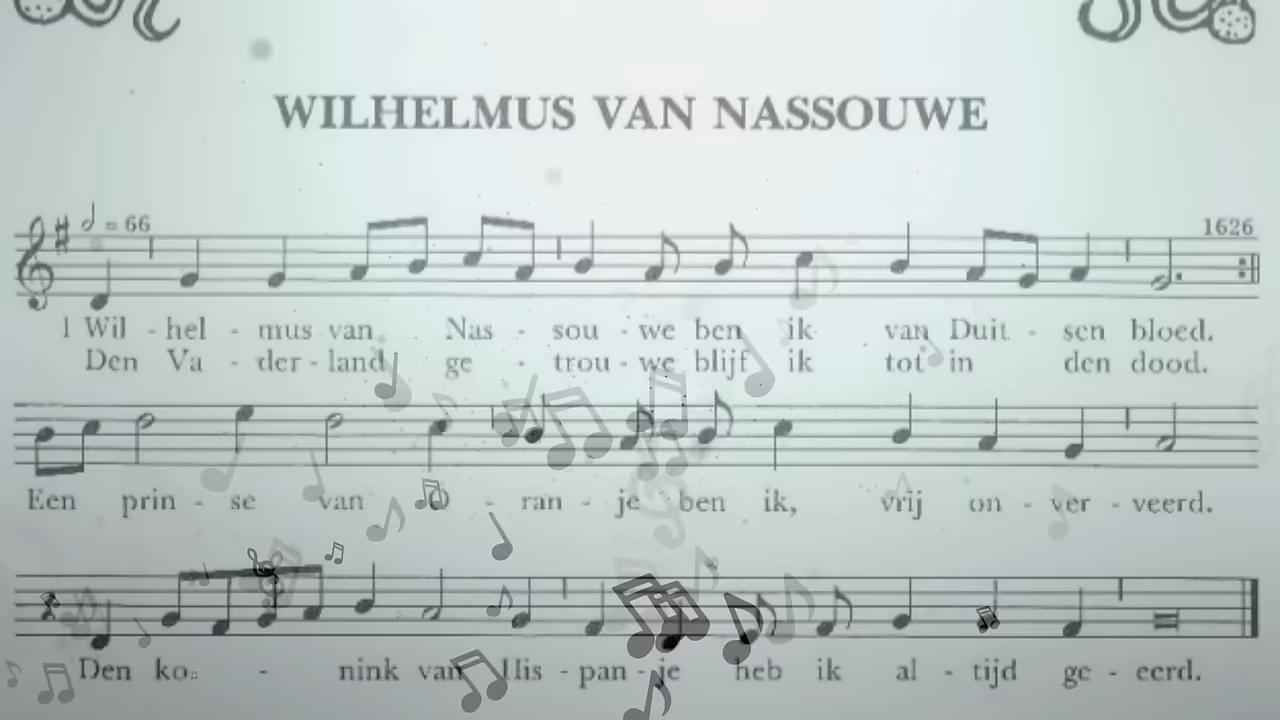 WILHELMUS VAN NASSOUWE
= 66
1626
1 Wil - hel - mus van Nas - sou - we ben ik van Duit - sen bloed.
Den Va - der - land ge - trou - we blijf ik tot in den dood.
Een prin - se van O - ran - je ben ik, vrij on - ver - veerd.
Den ko - nink van His - pan - je heb ik al - tijd ge - eerd.